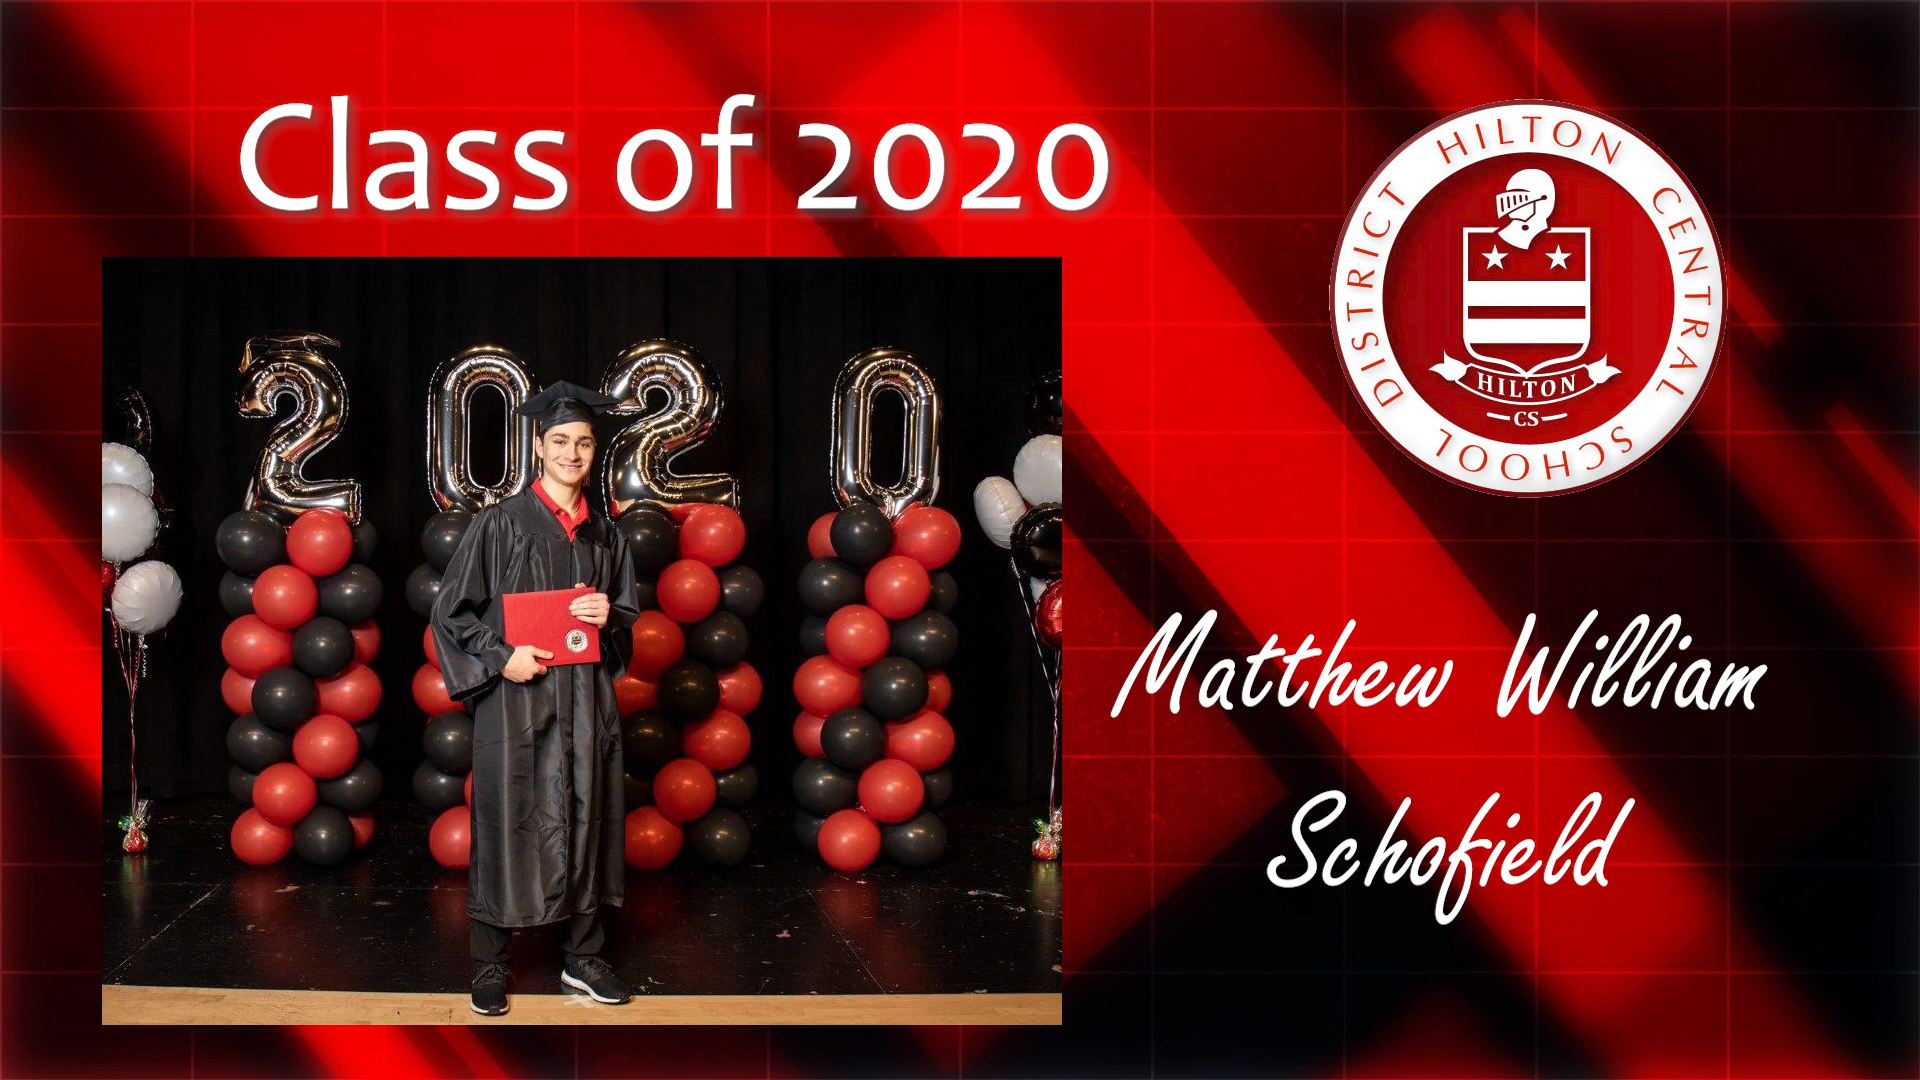 Class of 2020
HILTON CENTRAL SCHOOL DISTRICT
HILTON
CS
2020
Matthew William
Schofield